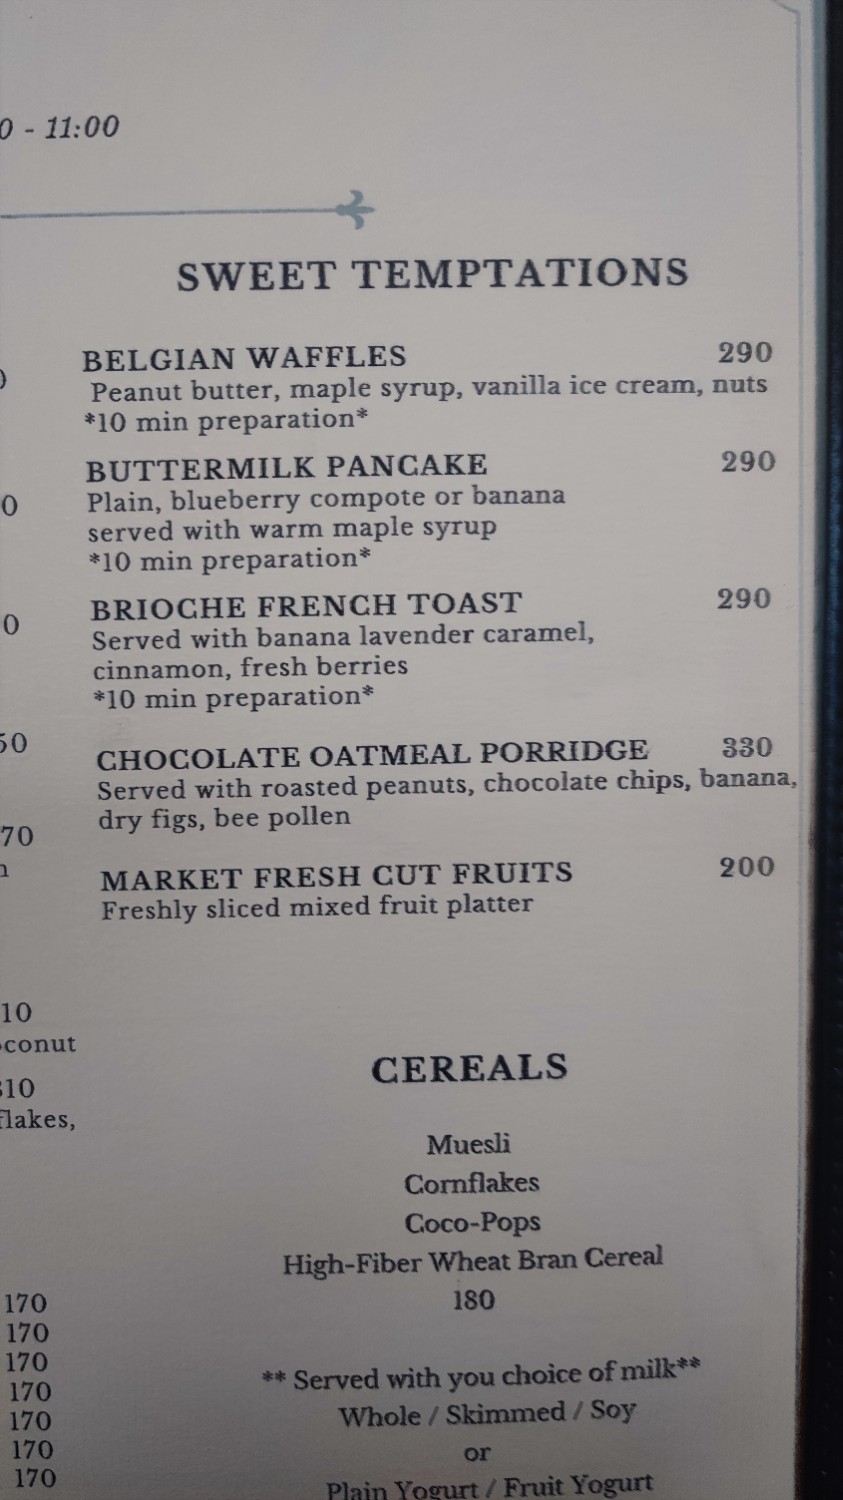 - 11:00
SWEET TEMPTATIONS
BELGIAN WAFFLES 290
Peanut butter, maple syrup, vanilla ice cream, nuts
*10 min preparation*
BUTTERMILK PANCAKE 290
Plain, blueberry compote or banana
served with warm maple syrup
*10 min preparation*
BRIOCHE FRENCH TOAST 290
Served with banana lavender caramel,
cinnamon, fresh berries
*10 min preparation*
CHOCOLATE OATMEAL PORRIDGE 330
Served with roasted peanuts, chocolate chips, banana,
dry figs, bee pollen
MARKET FRESH CUT FRUITS 200
Freshly sliced mixed fruit platter
CEREALS
Muesli
Cornflakes
Coco-Pops
High-Fiber Wheat Bran Cereal
180
** Served with you choice of milk**
Whole / Skimmed / Soy
or
Plain Yogurt / Fruit Yogurt
170
170
170
170
170
170
170